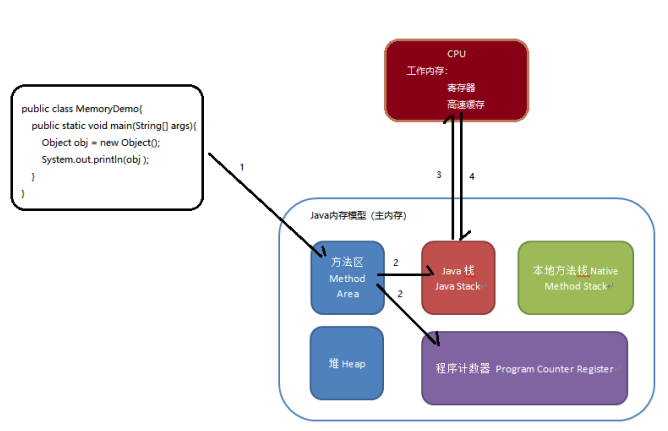 CPU
工作内存:
寄存器
高速缓存
public class MemoryDemo{
public static void main(String[] args){
Object obj = new Object();
System.out.println(obj );
}
}
1
3
4
Java内存模型（主内存）
方法区
Method
Area
2
2
Java 栈
Java Stack
本地方法栈 Native
Method Stack
堆 Heap
程序计数器 Program Counter Register